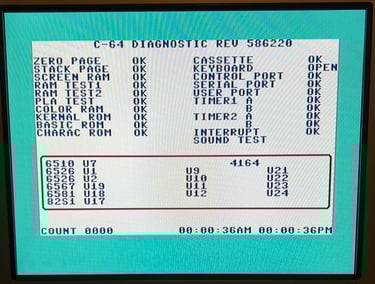 C-64 DIAGNOSTIC REV 586220
ZERO PAGE OK CASSETTE OK
STACK PAGE OK KEYBOARD OPEN
SCREEN RAM OK CONTROL PORT OK
RAM TEST1 OK SERIAL PORT OK
RAM TEST2 OK USER PORT OK
PLA TEST OK TIMER1 A OK
COLOR RAM OK B OK
KERNAL ROM OK TIMER2 A OK
BASIC ROM OK B OK
CHARAC ROM OK INTERRUPT OK
SOUND TEST
6510 U7 4164
6526 U1 U9 U21
6526 U2 U10 U22
6567 U19 U11 U23
6581 U18 U12 U24
82S1 U17
COUNT 0000 00:00:36AM 00:00:36PM